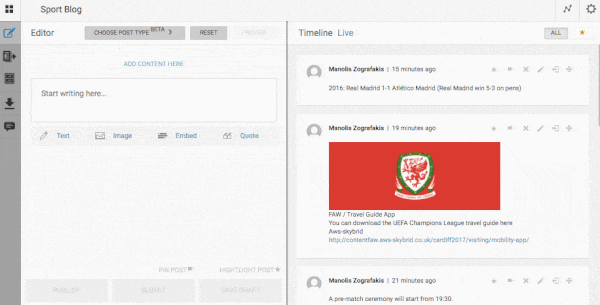 Sport Blog
Editor
CHOOSE POST TYPE BETA
RESET
PREVIEW
ADD CONTENT HERE
Start writing here...
Text
Image
Embed
Quote
PIN POST
HIGHLIGHT POST
PUBLISH
SUBMIT
SAVE DRAFT
Timeline Live
ALL
Manolis Zografakis | 15 minutes ago
2016: Real Madrid 1-1 Atlético Madrid (Real Madrid win 5-3 on pens)
Manolis Zografakis | 19 minutes ago
FAW / Travel Guide App
You can download the UEFA Champions League travel guide here
Aws-skybrid
http://contentfaw.aws-skybrid.co.uk/cardiff2017/visiting/mobility-app/
Manolis Zografakis | 21 minutes ago
A pre-match ceremony will start from 19:30.